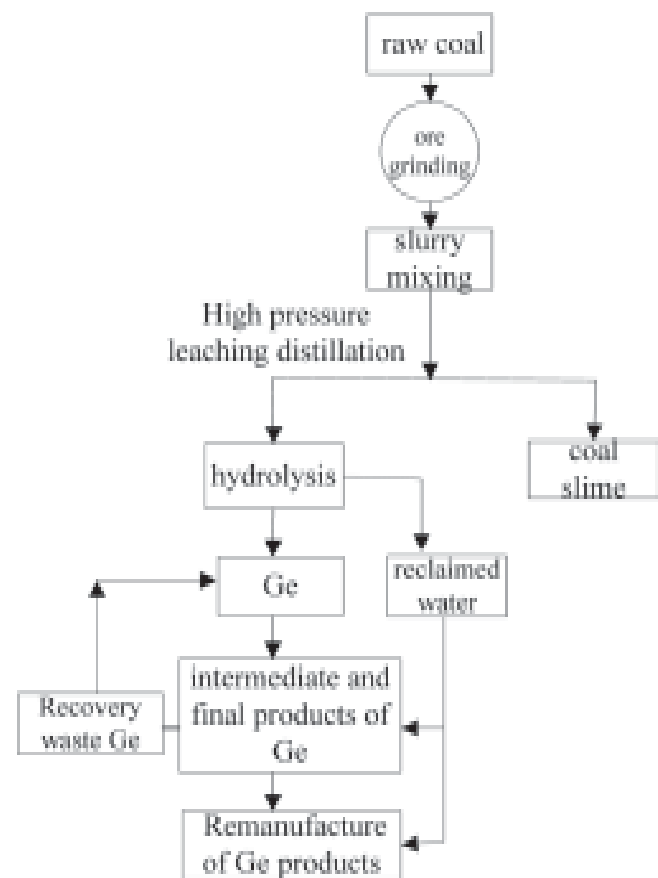 raw coal
ore
grinding
slurry
mixing
High pressure
leaching distillation
hydrolysis
coal
slime
Ge
reclaimed
water
intermediate and
final products of
Ge
Recovery
waste Ge
Remanufacture
of Ge products